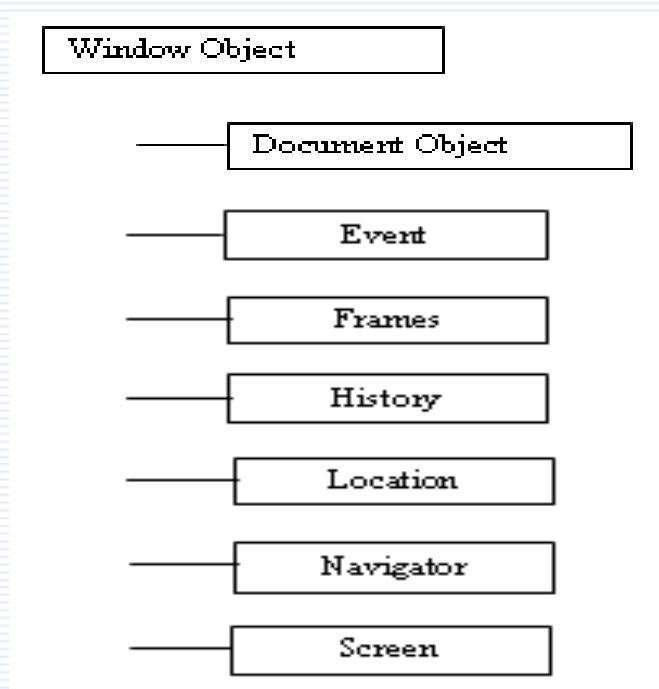 Window Object
Document Object
Event
Frames
History
Location
Navigator
Screen